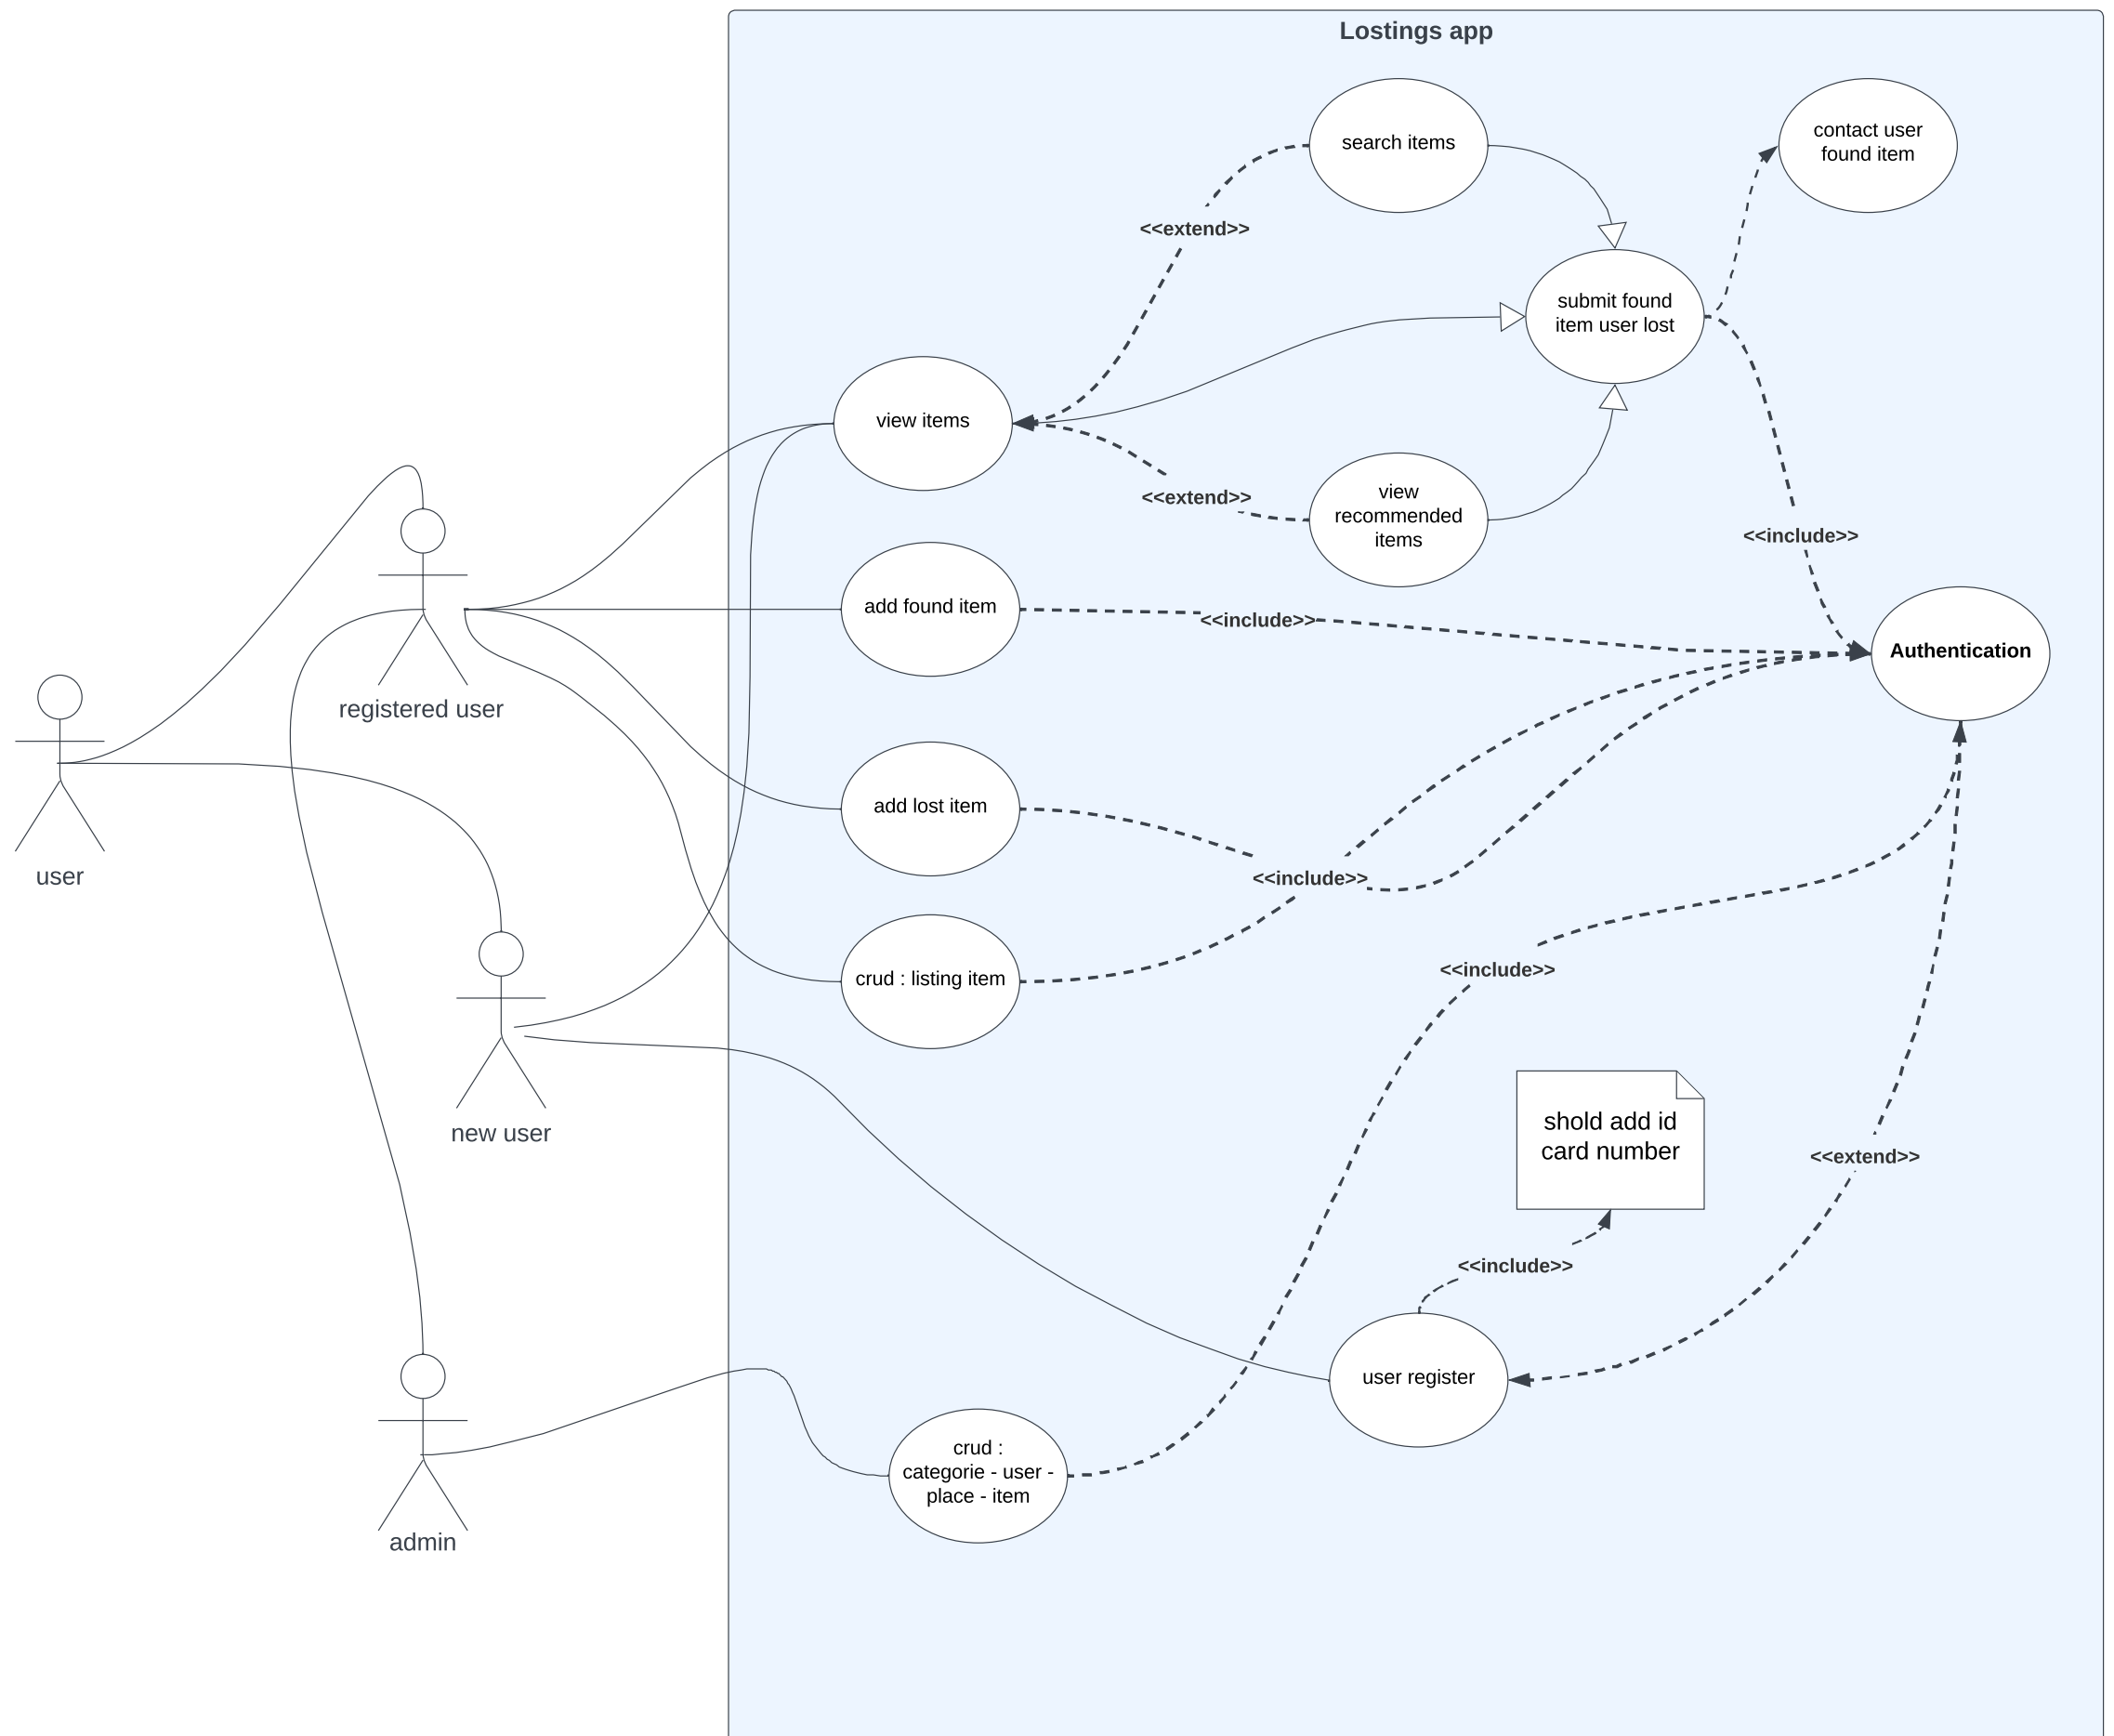 Lostings app
search items
contact user
found item
<<extend>>
submit found
item user lost
view items
view
recommended
items
<<extend>>
<<include>>
add found item
<<include>>
Authentication
registered user
add lost item
user
<<include>>
crud : listing item
<<include>>
new user
shold add id
card number
<<extend>>
<<include>>
user register
crud :
categorie - user -
place - item
admin